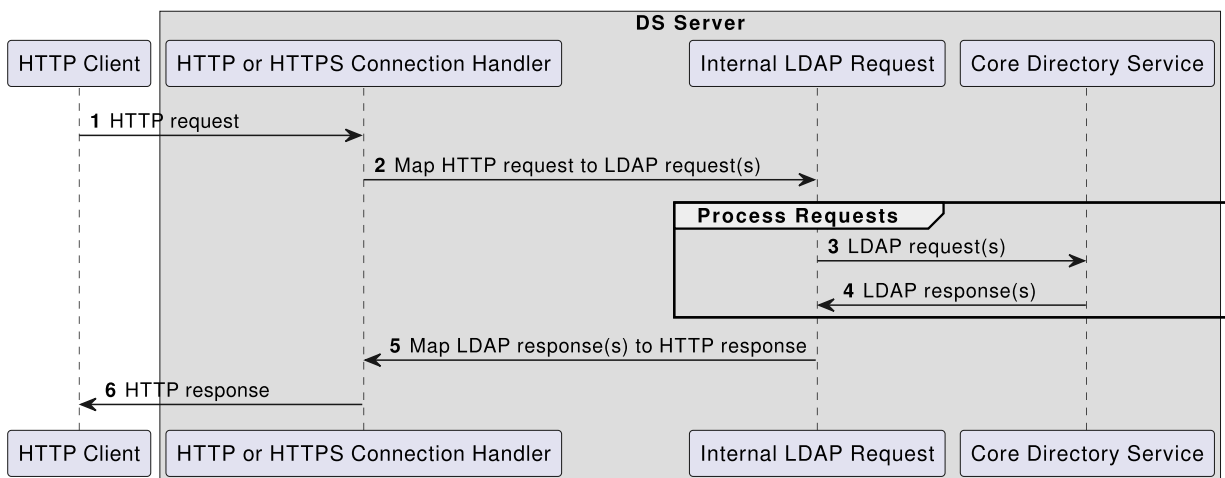 DS Server
HTTP Client
HTTP or HTTPS Connection Handler
Internal LDAP Request
Core Directory Service
1 HTTP request
2 Map HTTP request to LDAP request(s)
Process Requests
3 LDAP request(s)
4 LDAP response(s)
5 Map LDAP response(s) to HTTP response
6 HTTP response
HTTP Client
HTTP or HTTPS Connection Handler
Internal LDAP Request
Core Directory Service